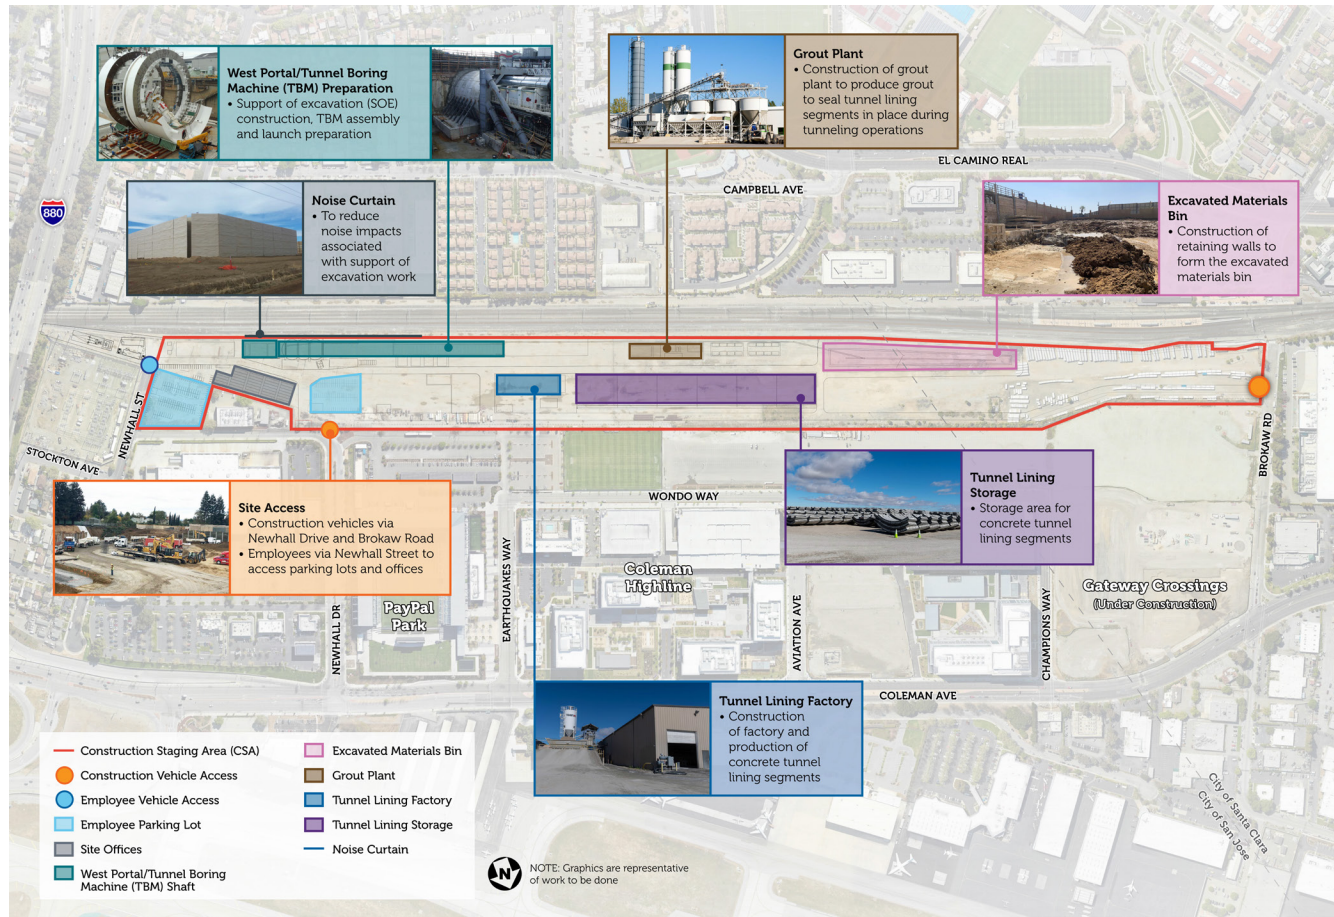 West Portal/Tunnel Boring
Machine (TBM) Preparation
• Support of excavation (SOE)
construction, TBM assembly
and launch preparation
Grout Plant
• Construction of grout
plant to produce grout
to seal tunnel lining
segments in place during
tunneling operations
EL CAMINO REAL
CAMPBELL AVE
880
Noise Curtain
• To reduce
noise impacts
associated
with support of
excavation work
Excavated Materials
Bin
• Construction of
retaining walls to
form the excavated
materials bin
NEWHALL ST
STOCKTON AVE
BROKAW RD
Site Access
• Construction vehicles via
Newhall Drive and Brokaw Road
• Employees via Newhall Street to
access parking lots and offices
WONDO WAY
Tunnel Lining
Storage
• Storage area for
concrete tunnel
lining segments
EARTHQUAKES WAY
Coleman
Highline
Gateway Crossings
(Under Construction)
PayPal
Park
NEWHALL DR
AVIATION AVE
CHAMPIONS WAY
COLEMAN AVE
Tunnel Lining Factory
• Construction
of factory and
production of
concrete tunnel
lining segments
Construction Staging Area (CSA)
Construction Vehicle Access
Employee Vehicle Access
Employee Parking Lot
Site Offices
West Portal/Tunnel Boring
Machine (TBM) Shaft
Excavated Materials Bin
Grout Plant
Tunnel Lining Factory
Tunnel Lining Storage
Noise Curtain
N
NOTE: Graphics are representative
of work to be done
City of Santa Clara
City of San Jose